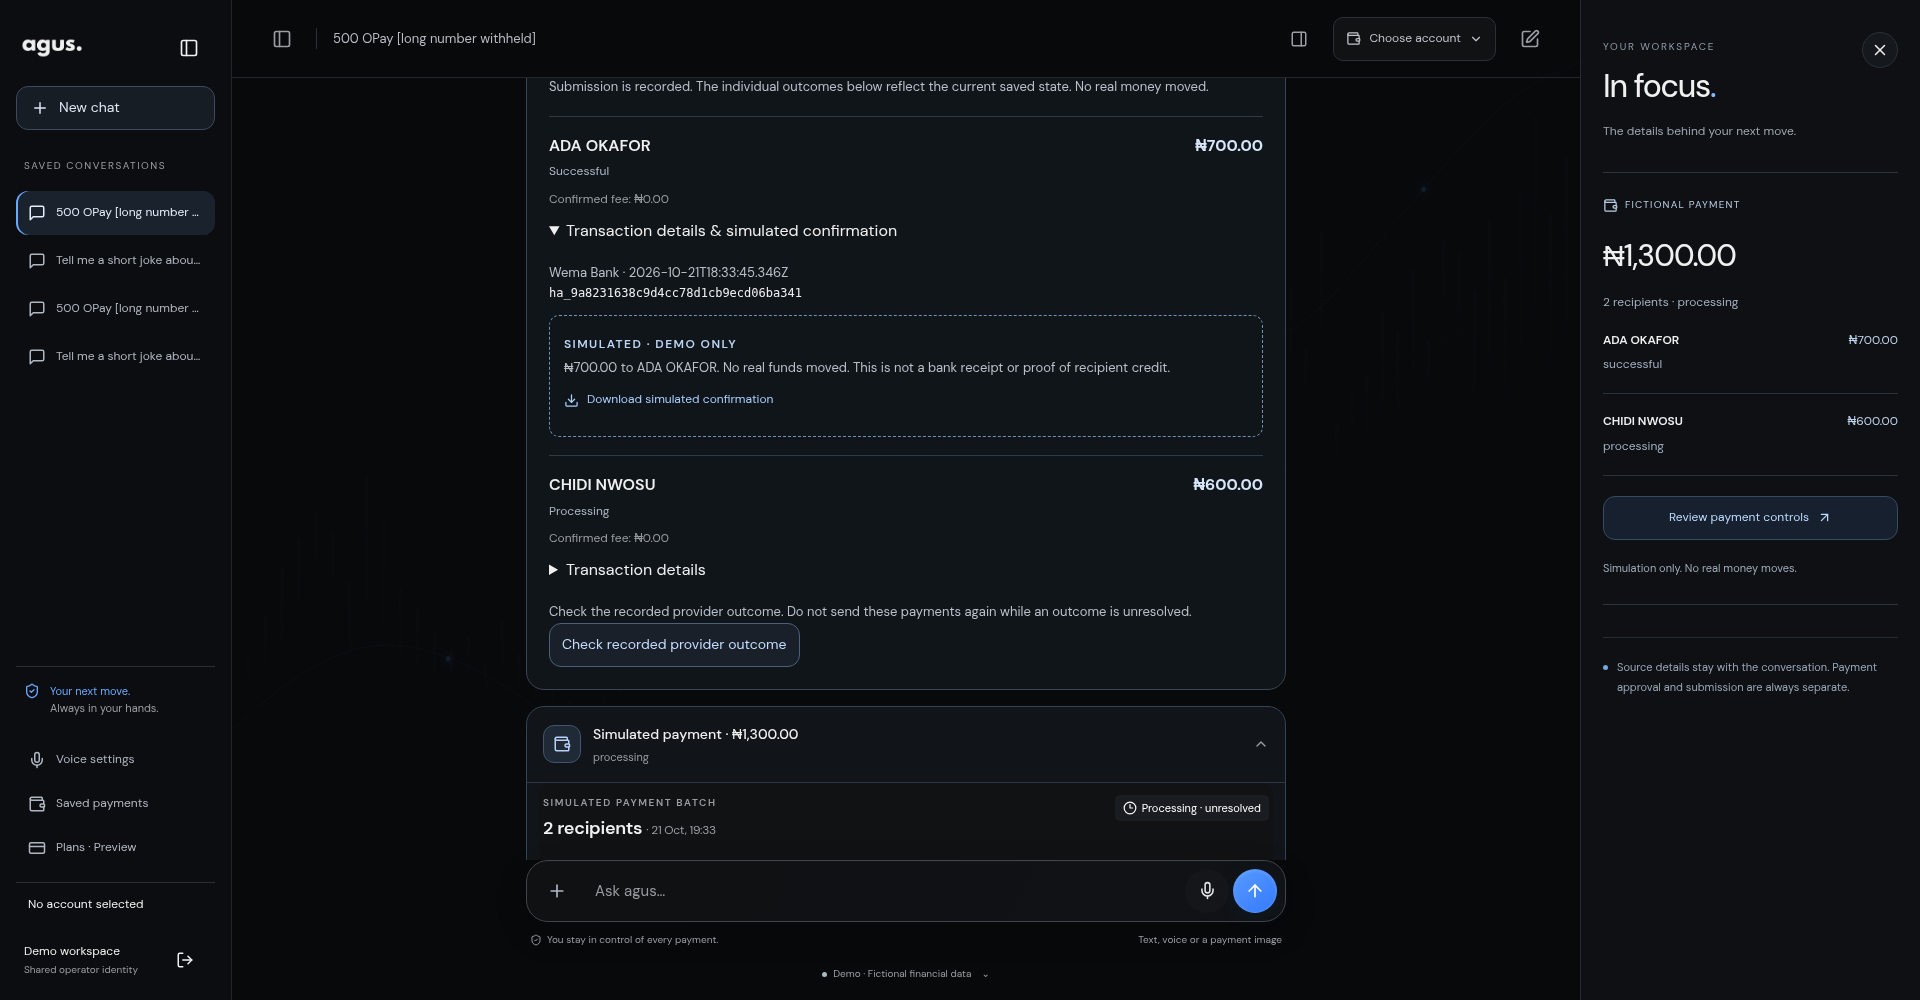 agus.
New chat
SAVED CONVERSATIONS
500 OPay [long number ...
Tell me a short joke abou...
500 OPay [long number ...
Tell me a short joke abou...
Your next move.
Always in your hands.
Voice settings
Saved payments
Plans · Preview
No account selected
Demo workspace
Shared operator identity
500 OPay [long number withheld]
Choose account
Submission is recorded. The individual outcomes below reflect the current saved state. No real money moved.
ADA OKAFOR ₦700.00
Successful
Confirmed fee: ₦0.00
▼ Transaction details & simulated confirmation
Wema Bank · 2026-10-21T18:33:45.346Z
ha_9a8231638c9d4cc78d1cb9ecd06ba341
SIMULATED · DEMO ONLY
₦700.00 to ADA OKAFOR. No real funds moved. This is not a bank receipt or proof of recipient credit.
Download simulated confirmation
CHIDI NWOSU ₦600.00
Processing
Confirmed fee: ₦0.00
▶ Transaction details
Check the recorded provider outcome. Do not send these payments again while an outcome is unresolved.
Check recorded provider outcome
Simulated payment · ₦1,300.00
processing
SIMULATED PAYMENT BATCH
Processing · unresolved
2 recipients · 21 Oct, 19:33
Ask agus...
You stay in control of every payment.
Text, voice or a payment image
Demo · Fictional financial data
YOUR WORKSPACE
In focus.
The details behind your next move.
FICTIONAL PAYMENT
₦1,300.00
2 recipients · processing
ADA OKAFOR ₦700.00
successful
CHIDI NWOSU ₦600.00
processing
Review payment controls
Simulation only. No real money moves.
Source details stay with the conversation. Payment
approval and submission are always separate.